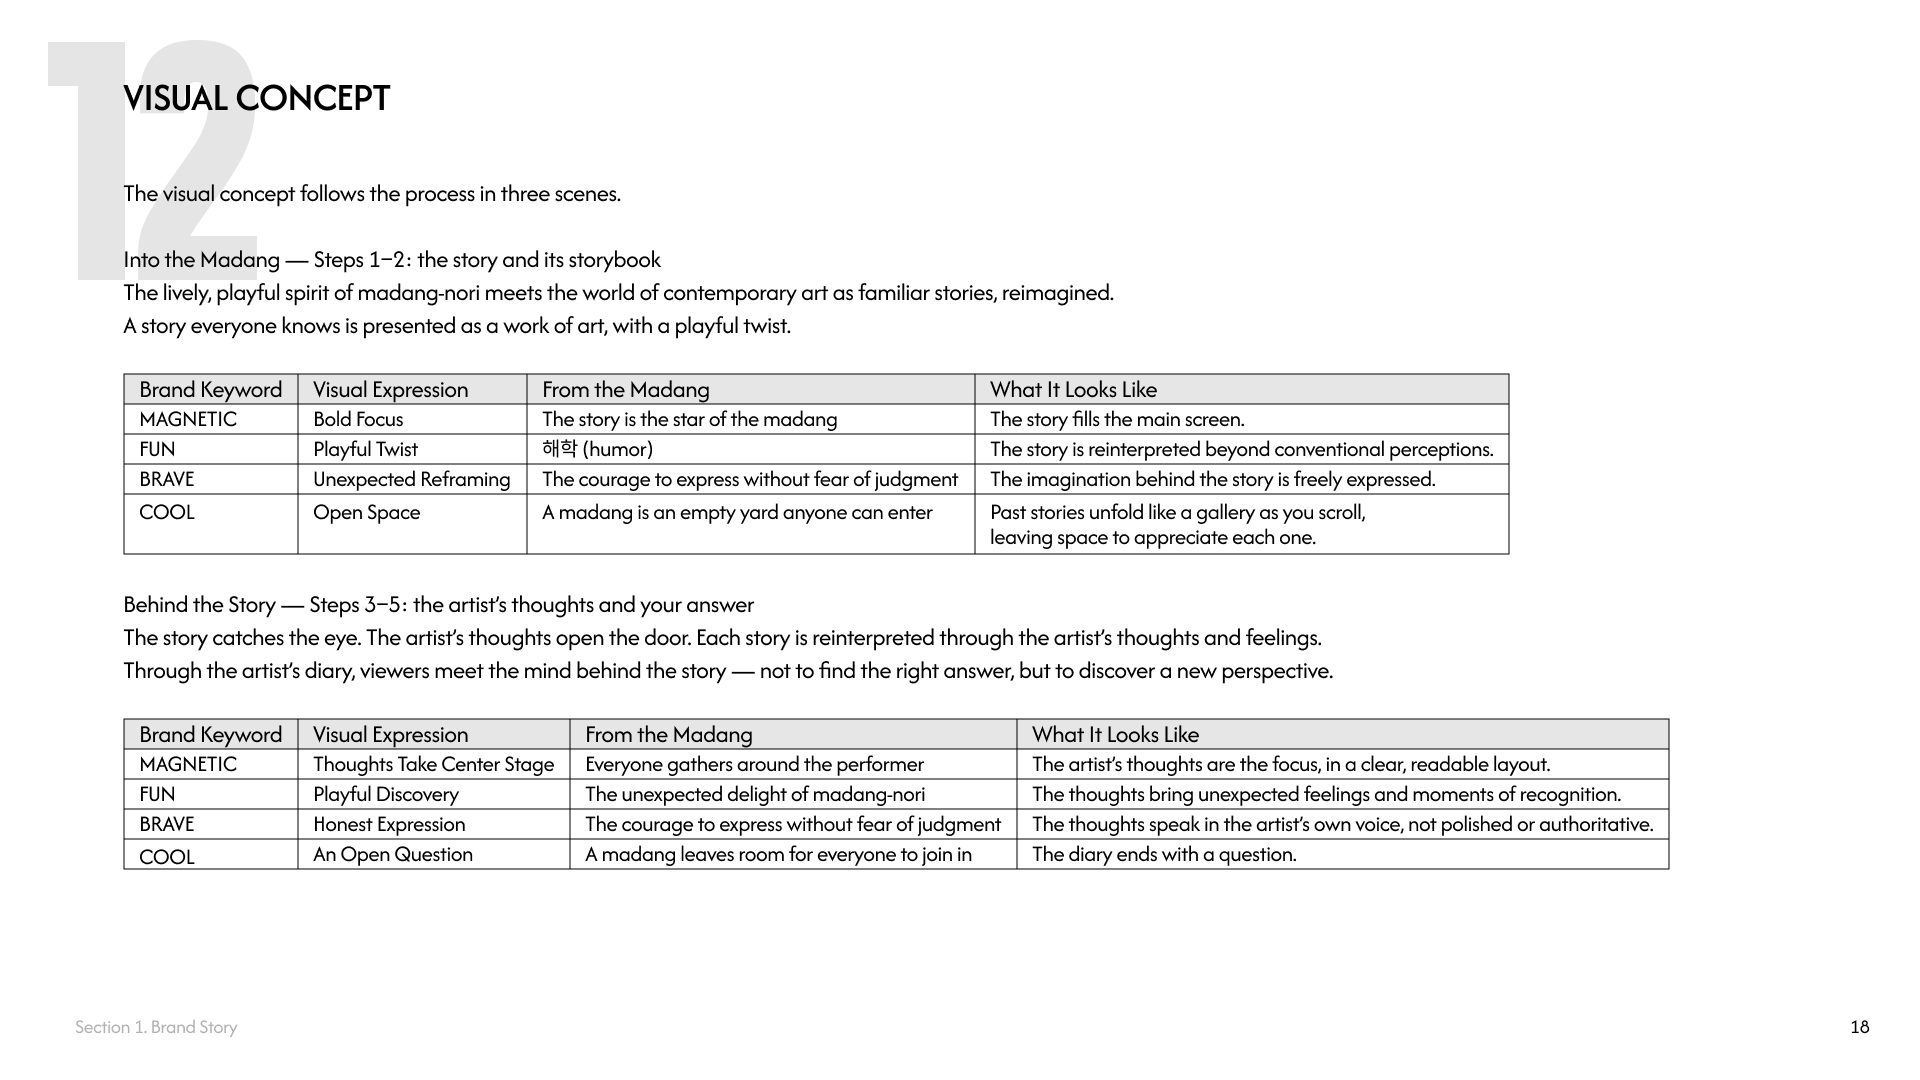 12
VISUAL CONCEPT
The visual concept follows the process in three scenes.
Into the Madang — Steps 1–2: the story and its storybook
The lively, playful spirit of madang-nori meets the world of contemporary art as familiar stories, reimagined.
A story everyone knows is presented as a work of art, with a playful twist.
Brand Keyword Visual Expression From the Madang What It Looks Like
MAGNETIC Bold Focus The story is the star of the madang The story fills the main screen.
FUN Playful Twist 해학 (humor) The story is reinterpreted beyond conventional perceptions.
BRAVE Unexpected Reframing The courage to express without fear of judgment The imagination behind the story is freely expressed.
COOL Open Space A madang is an empty yard anyone can enter Past stories unfold like a gallery as you scroll,
leaving space to appreciate each one.
Behind the Story — Steps 3–5: the artist’s thoughts and your answer
The story catches the eye. The artist’s thoughts open the door. Each story is reinterpreted through the artist’s thoughts and feelings.
Through the artist’s diary, viewers meet the mind behind the story — not to find the right answer, but to discover a new perspective.
Brand Keyword Visual Expression From the Madang What It Looks Like
MAGNETIC Thoughts Take Center Stage Everyone gathers around the performer The artist’s thoughts are the focus, in a clear, readable layout.
FUN Playful Discovery The unexpected delight of madang-nori The thoughts bring unexpected feelings and moments of recognition.
BRAVE Honest Expression The courage to express without fear of judgment The thoughts speak in the artist’s own voice, not polished or authoritative.
COOL An Open Question A madang leaves room for everyone to join in The diary ends with a question.
Section 1. Brand Story
18